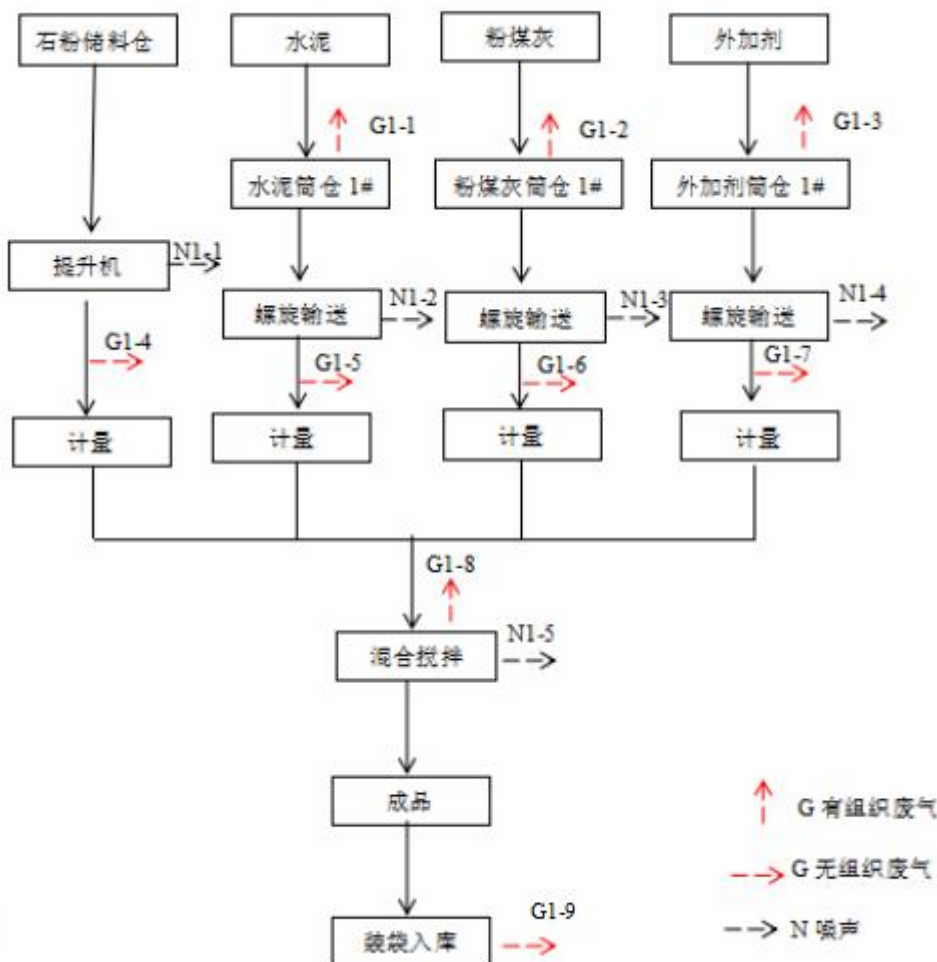 石粉储料仓
水泥
粉煤灰
外加剂
G1-1
G1-2
G1-3
水泥筒仓 1#
粉煤灰筒仓 1#
外加剂筒仓 1#
提升机
N1-1
螺旋输送
N1-2
螺旋输送
N1-3
螺旋输送
N1-4
G1-4
G1-5
G1-6
G1-7
计量
计量
计量
计量
G1-8
混合搅拌
N1-5
成品
G 有组织废气
G 无组织废气
装袋入库
G1-9
N 噪声